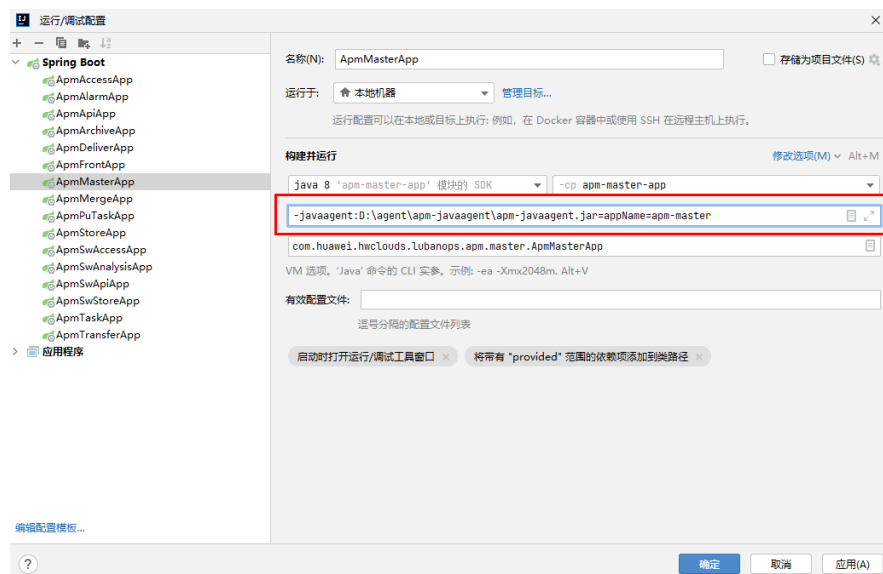 运行/调试配置
Spring Boot
ApmAccessApp
ApmAlarmApp
ApmApiApp
ApmArchiveApp
ApmDeliverApp
ApmFrontApp
ApmMasterApp
ApmMergeApp
ApmPuTaskApp
ApmStoreApp
ApmSwAccessApp
ApmSwAnalysisApp
ApmSwApiApp
ApmSwStoreApp
ApmTaskApp
ApmTransferApp
应用程序
编辑配置模板...
名称(N): ApmMasterApp 存储为项目文件(S)
运行于: 本地机器 管理目标...
运行配置可以在本地或目标上执行: 例如，在 Docker 容器中或使用 SSH 在远程主机上执行。
构建并运行 修改选项(M) Alt+M
java 8 'apm-master-app' 模块的 SDK -cp apm-master-app
-javaagent:D:\agent\apm-javaagent\apm-javaagent.jar=appName=apm-master
com.huawei.hwclouds.lubanops.apm.master.ApmMasterApp
VM 选项。'Java' 命令的 CLI 实参。示例: -ea -Xmx2048m. Alt+V
有效配置文件:
逗号分隔的配置文件列表
启动时打开运行/调试工具窗口 × 将带有 "provided" 范围的依赖项添加到类路径 ×
? 确定 取消 应用(A)